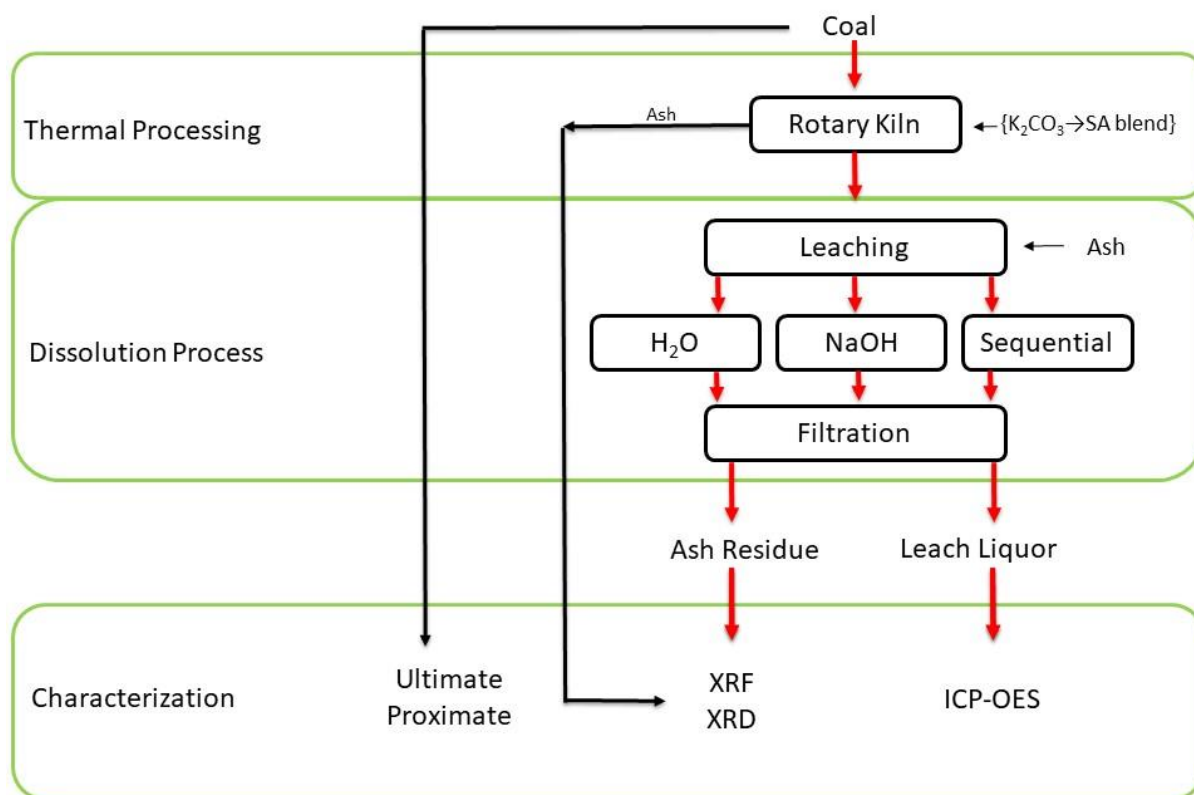 Coal
Thermal Processing
Ash
Rotary Kiln
{K₂CO₃→SA blend}
Leaching
Ash
Dissolution Process
H₂O
NaOH
Sequential
Filtration
Ash Residue
Leach Liquor
Characterization
Ultimate
Proximate
XRF
XRD
ICP-OES